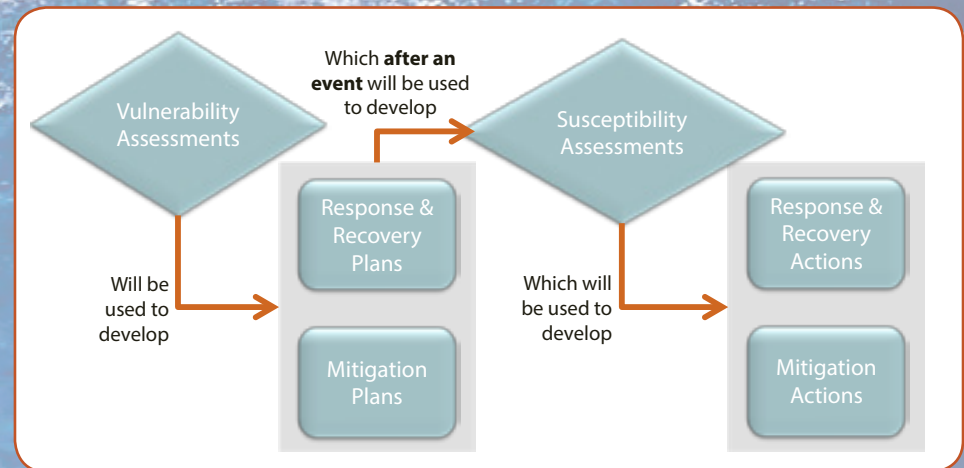 Vulnerability
Assessments
Will be
used to
develop
Response &
Recovery
Plans
Mitigation
Plans
Which after an
event will be used
to develop
Susceptibility
Assessments
Which will
be used to
develop
Response &
Recovery
Actions
Mitigation
Actions